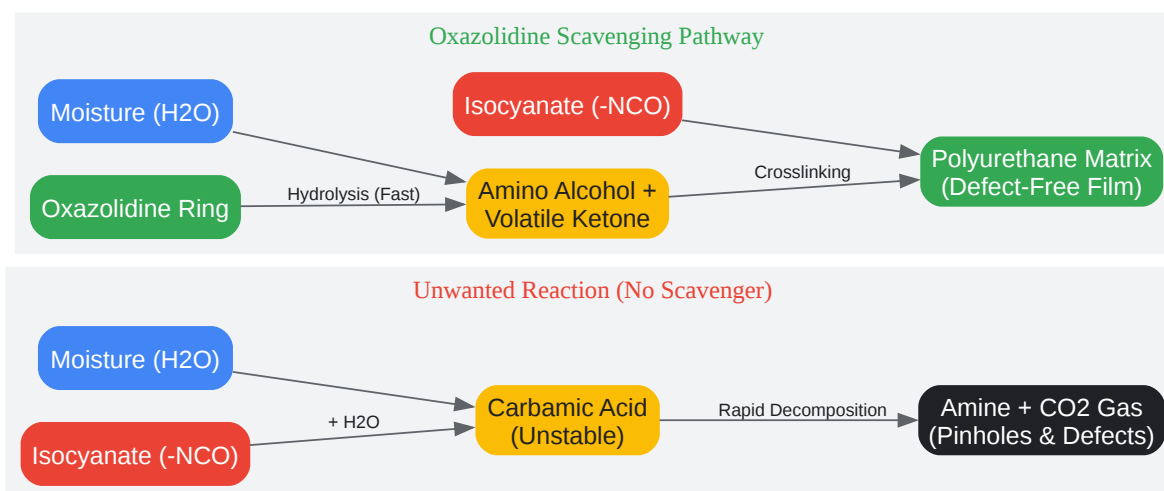 Oxazolidine Scavenging Pathway
Moisture (H2O)
Isocyanate (-NCO)
Oxazolidine Ring
Hydrolysis (Fast)
Amino Alcohol +
Volatile Ketone
Crosslinking
Polyurethane Matrix
(Defect-Free Film)
Unwanted Reaction (No Scavenger)
Moisture (H2O)
Isocyanate (-NCO)
+ H2O
Carbamic Acid
(Unstable)
Rapid Decomposition
Amine + CO2 Gas
(Pinholes & Defects)